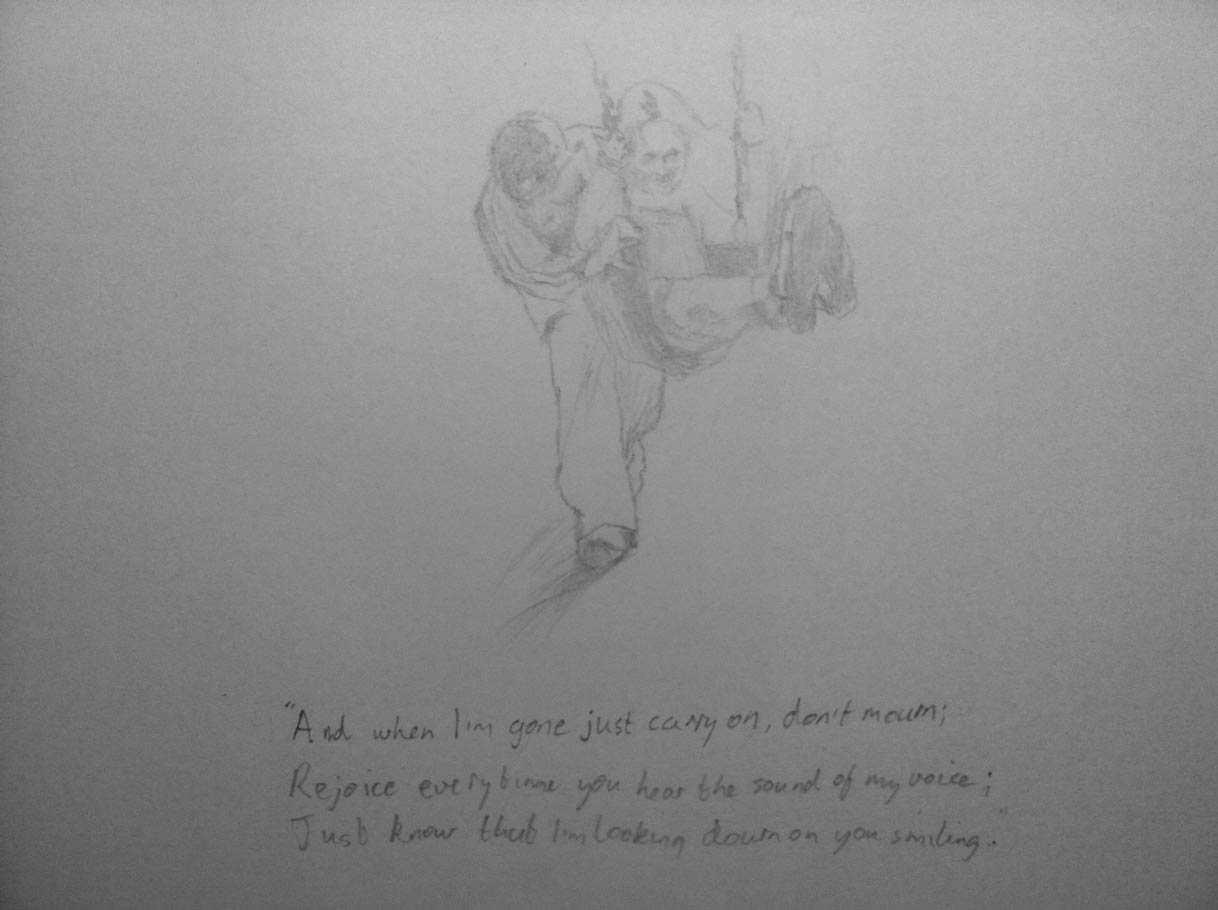 "And when I'm gone just carry on, don't mourn;
Rejoice everytime you hear the sound of my voice;
Just know that I'm looking down on you smiling."